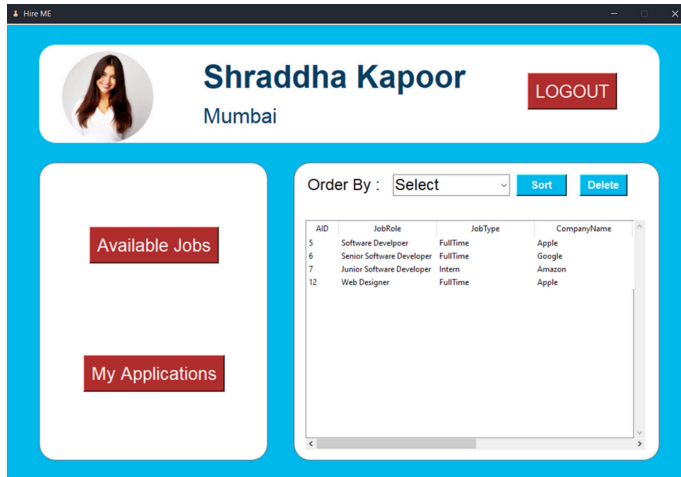 Hire ME
Shraddha Kapoor
Mumbai
LOGOUT
Available Jobs
My Applications
Order By : Select Sort Delete
AID JobRole JobType CompanyName
5 Software Develpoer FullTime Apple
6 Senior Software Developer FullTime Google
7 Junior Software Developer Intern Amazon
12 Web Designer FullTime Apple